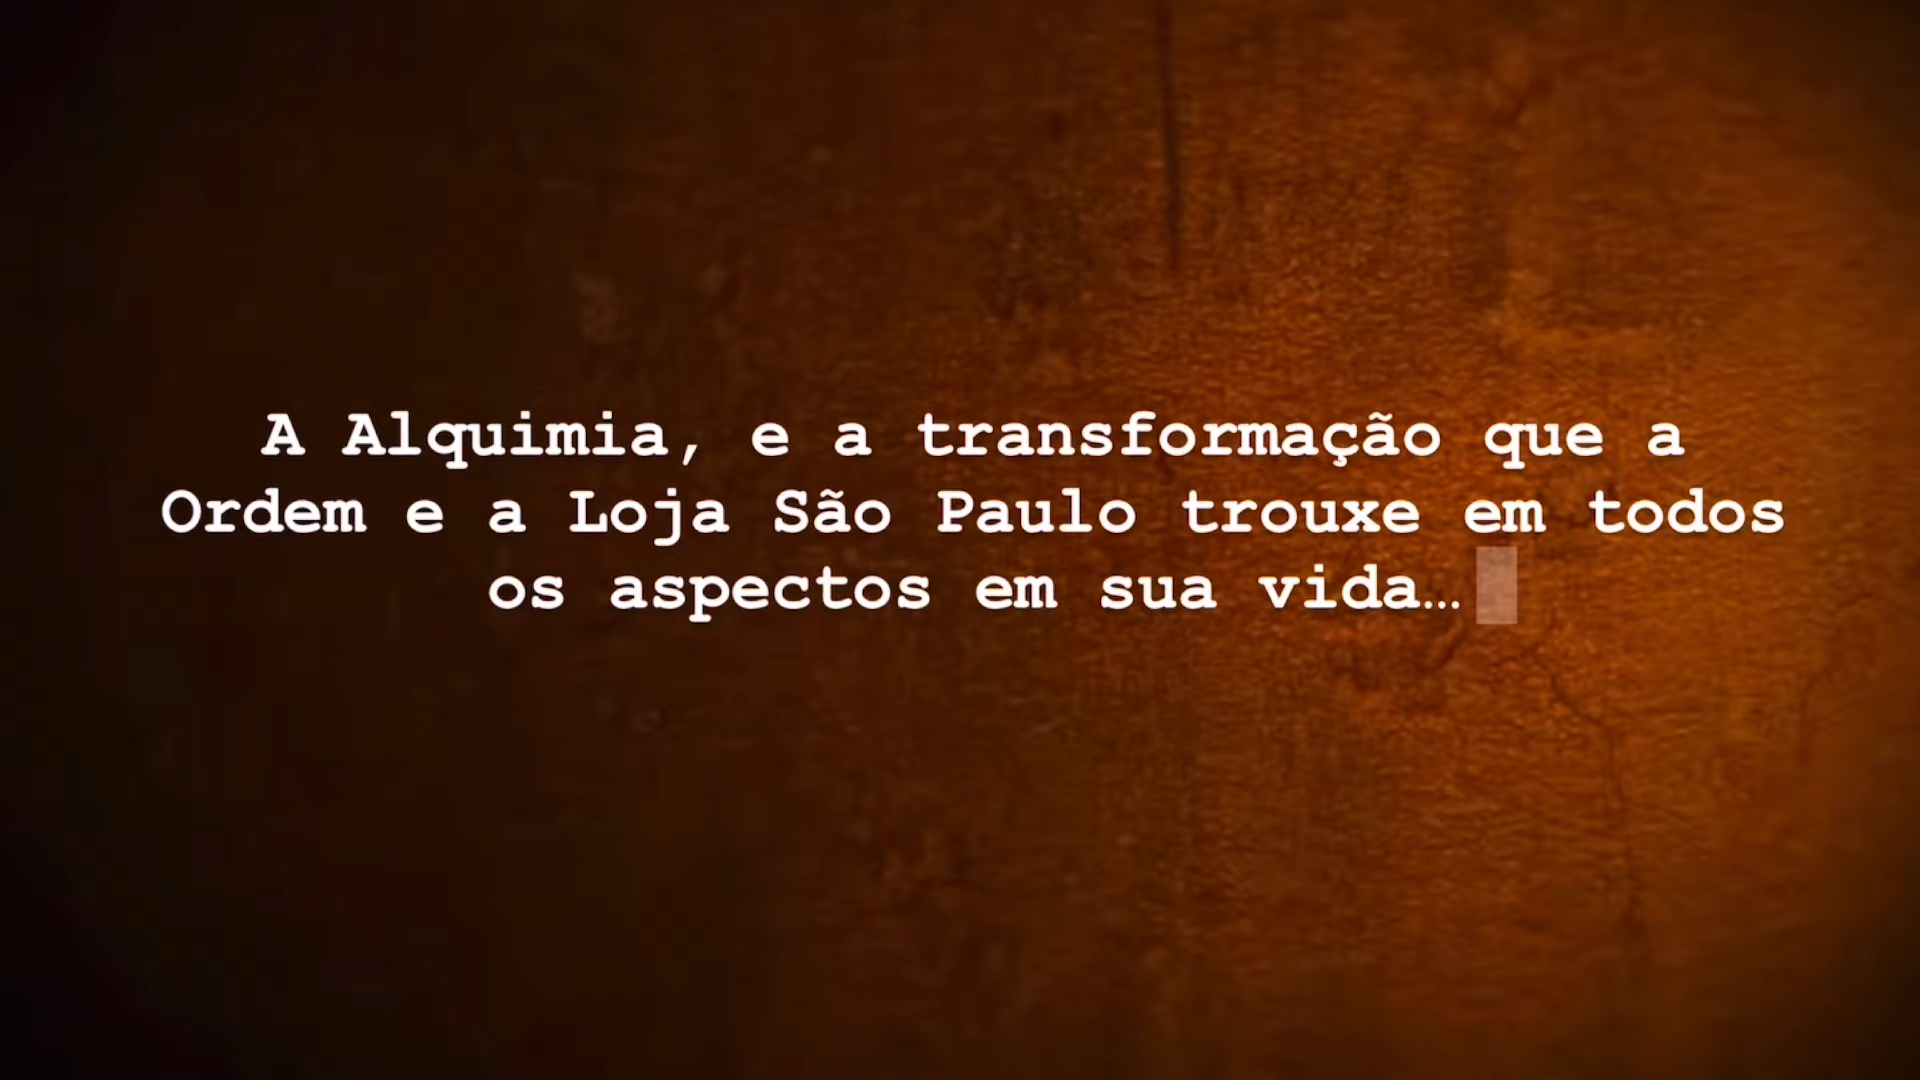 A Alquimia, e a transformação que a
Ordem e a Loja São Paulo trouxe em todos
os aspectos em sua vida…